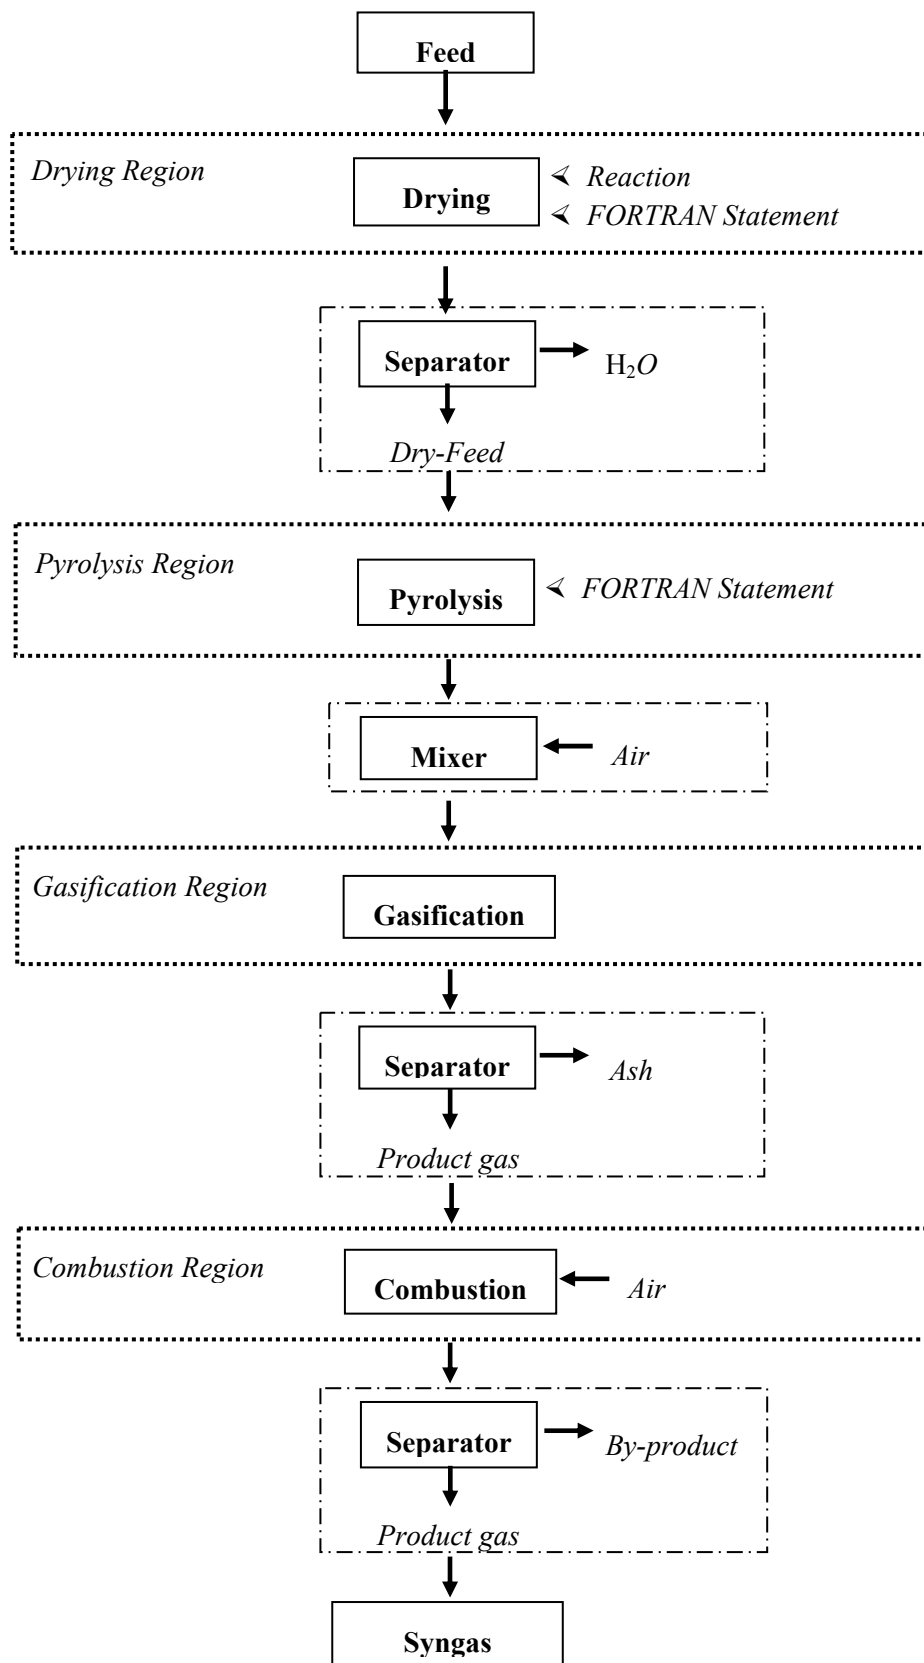 Feed
Drying Region
Drying
⋞ Reaction
⋞ FORTRAN Statement
Separator
H₂O
Dry-Feed
Pyrolysis Region
Pyrolysis
⋞ FORTRAN Statement
Mixer
Air
Gasification Region
Gasification
Separator
Ash
Product gas
Combustion Region
Combustion
Air
Separator
By-product
Product gas
Syngas